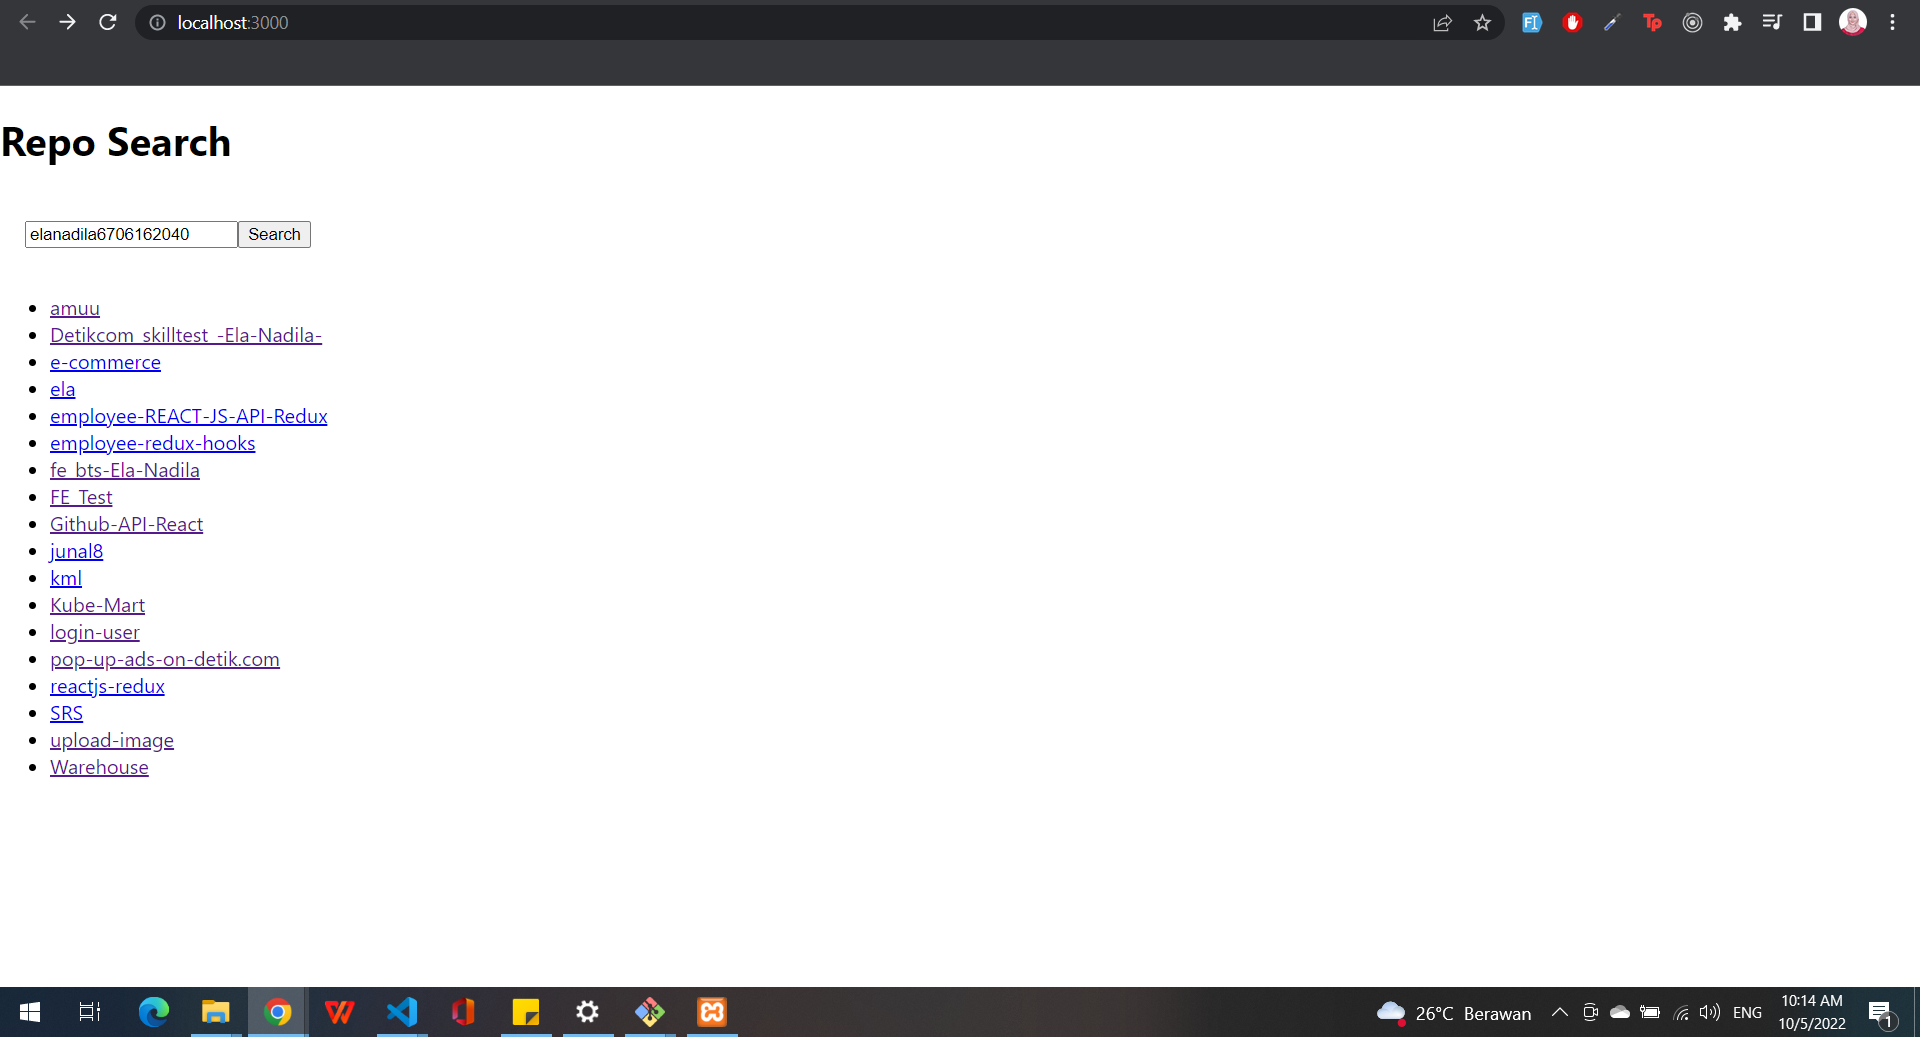 localhost:3000
Repo Search
elanadila6706162040 Search
amuu
Detikcom_skilltest_-Ela-Nadila-
e-commerce
ela
employee-REACT-JS-API-Redux
employee-redux-hooks
fe_bts-Ela-Nadila
FE_Test
Github-API-React
junal8
kml
Kube-Mart
login-user
pop-up-ads-on-detik.com
reactjs-redux
SRS
upload-image
Warehouse
26°C Berawan ENG 10:14 AM
10/5/2022 1